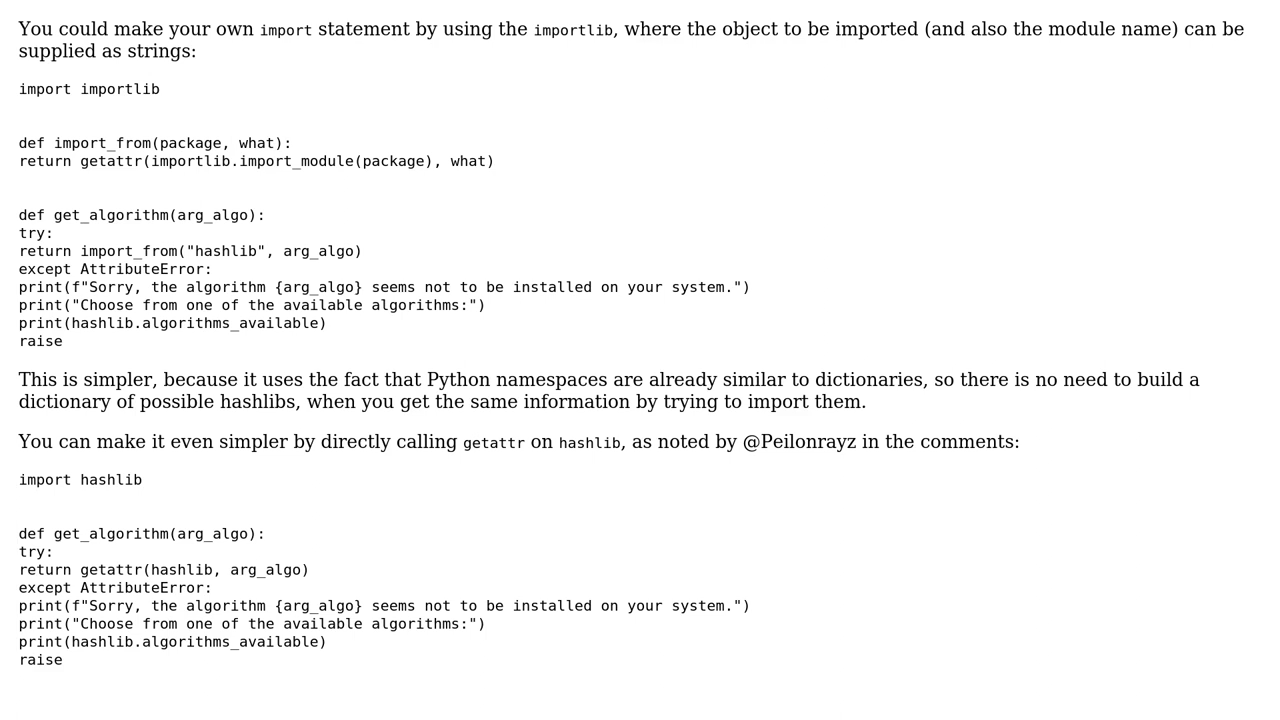 You could make your own import statement by using the importlib, where the object to be imported (and also the module name) can be
supplied as strings:
import importlib
def import_from(package, what):
return getattr(importlib.import_module(package), what)
def get_algorithm(arg_algo):
try:
return import_from("hashlib", arg_algo)
except AttributeError:
print(f"Sorry, the algorithm {arg_algo} seems not to be installed on your system.")
print("Choose from one of the available algorithms:")
print(hashlib.algorithms_available)
raise
This is simpler, because it uses the fact that Python namespaces are already similar to dictionaries, so there is no need to build a
dictionary of possible hashlibs, when you get the same information by trying to import them.
You can make it even simpler by directly calling getattr on hashlib, as noted by @Peilonrayz in the comments:
import hashlib
def get_algorithm(arg_algo):
try:
return getattr(hashlib, arg_algo)
except AttributeError:
print(f"Sorry, the algorithm {arg_algo} seems not to be installed on your system.")
print("Choose from one of the available algorithms:")
print(hashlib.algorithms_available)
raise